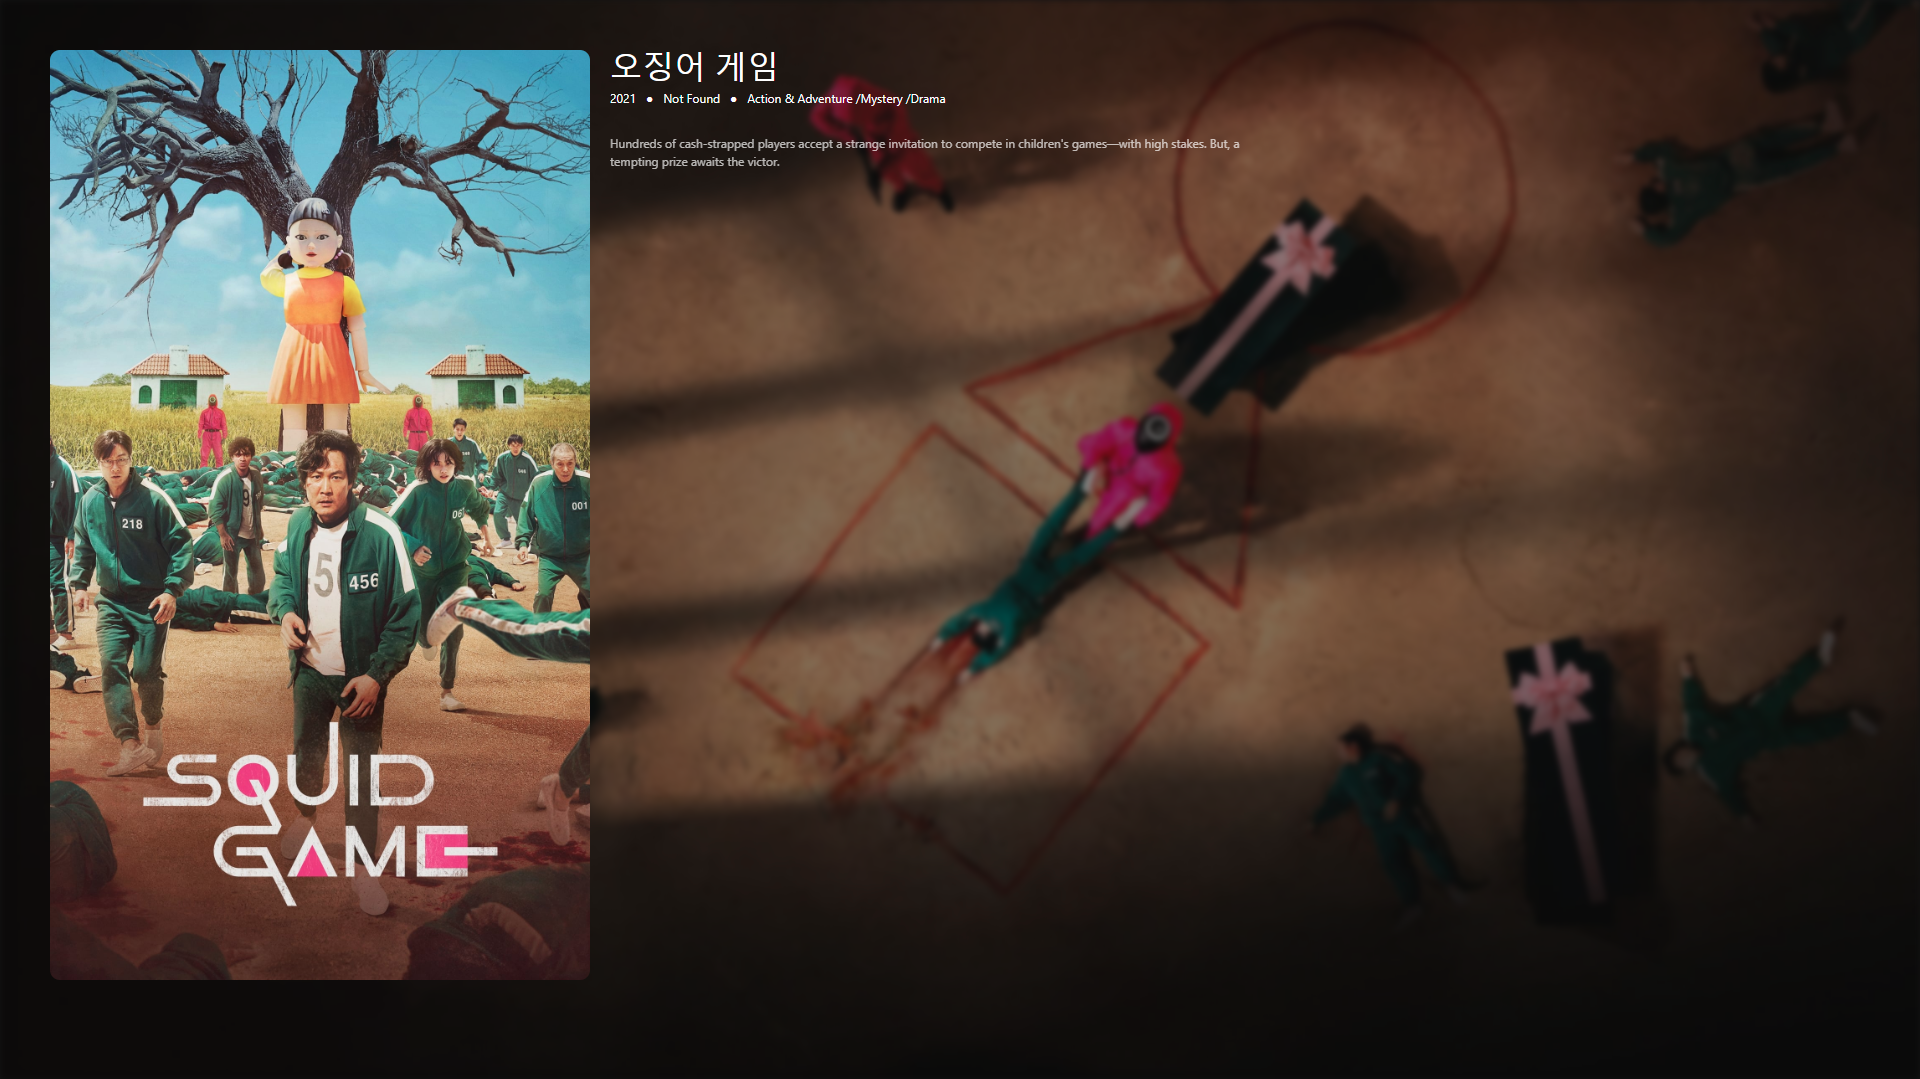 오징어 게임
2021 • Not Found • Action & Adventure /Mystery /Drama
Hundreds of cash-strapped players accept a strange invitation to compete in children's games—with high stakes. But, a
tempting prize awaits the victor.
218
001
456
SQUID
GAME